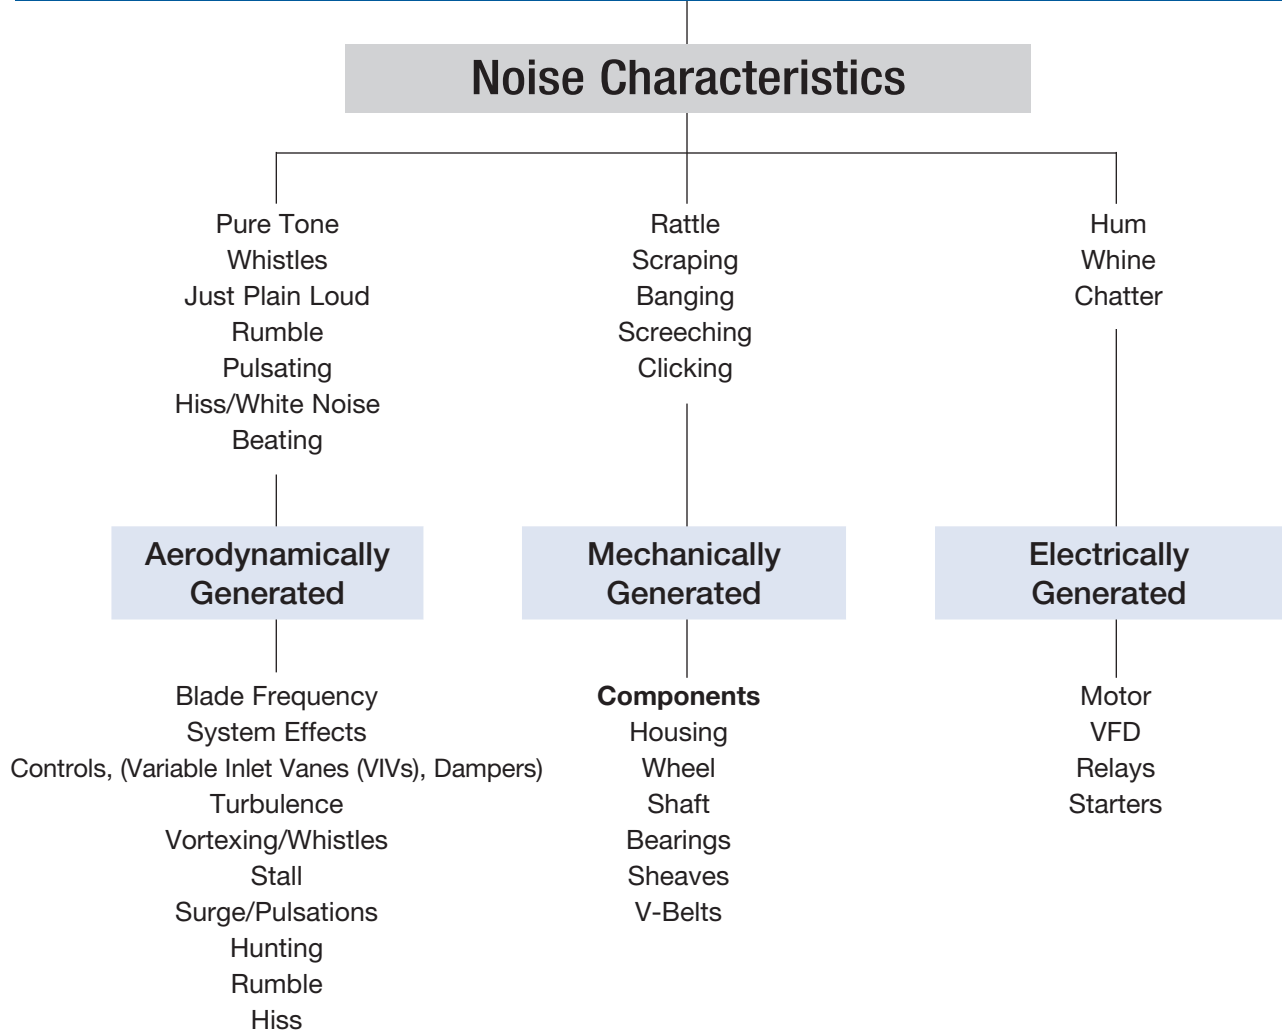 Noise Characteristics
Pure Tone
Whistles
Just Plain Loud
Rumble
Pulsating
Hiss/White Noise
Beating
Rattle
Scraping
Banging
Screeching
Clicking
Hum
Whine
Chatter
Aerodynamically
Generated
Mechanically
Generated
Electrically
Generated
Blade Frequency
System Effects
Controls, (Variable Inlet Vanes (VIVs), Dampers)
Turbulence
Vortexing/Whistles
Stall
Surge/Pulsations
Hunting
Rumble
Hiss
Components
Housing
Wheel
Shaft
Bearings
Sheaves
V-Belts
Motor
VFD
Relays
Starters